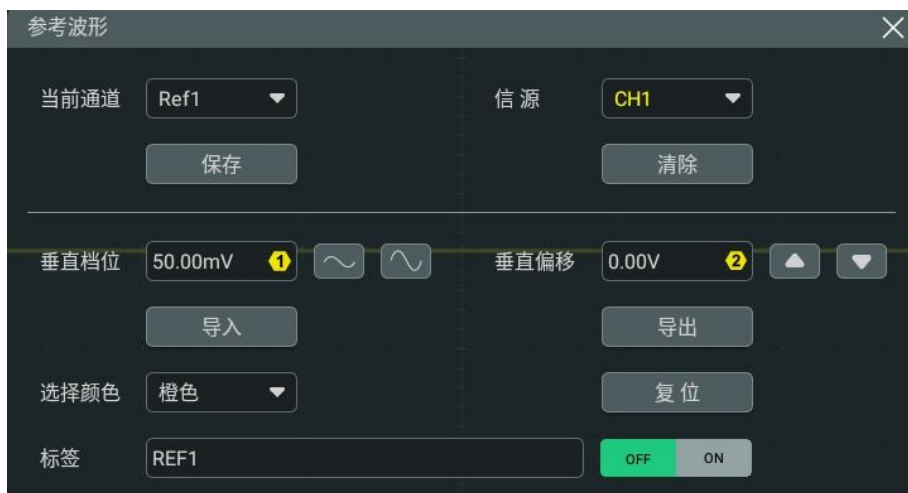 参考波形
当前通道 Ref1 信源 CH1
保存 清除
垂直档位 50.00mV 1 垂直偏移 0.00V 2
导入 导出
选择颜色 橙色 复位
标签 REF1 OFF ON